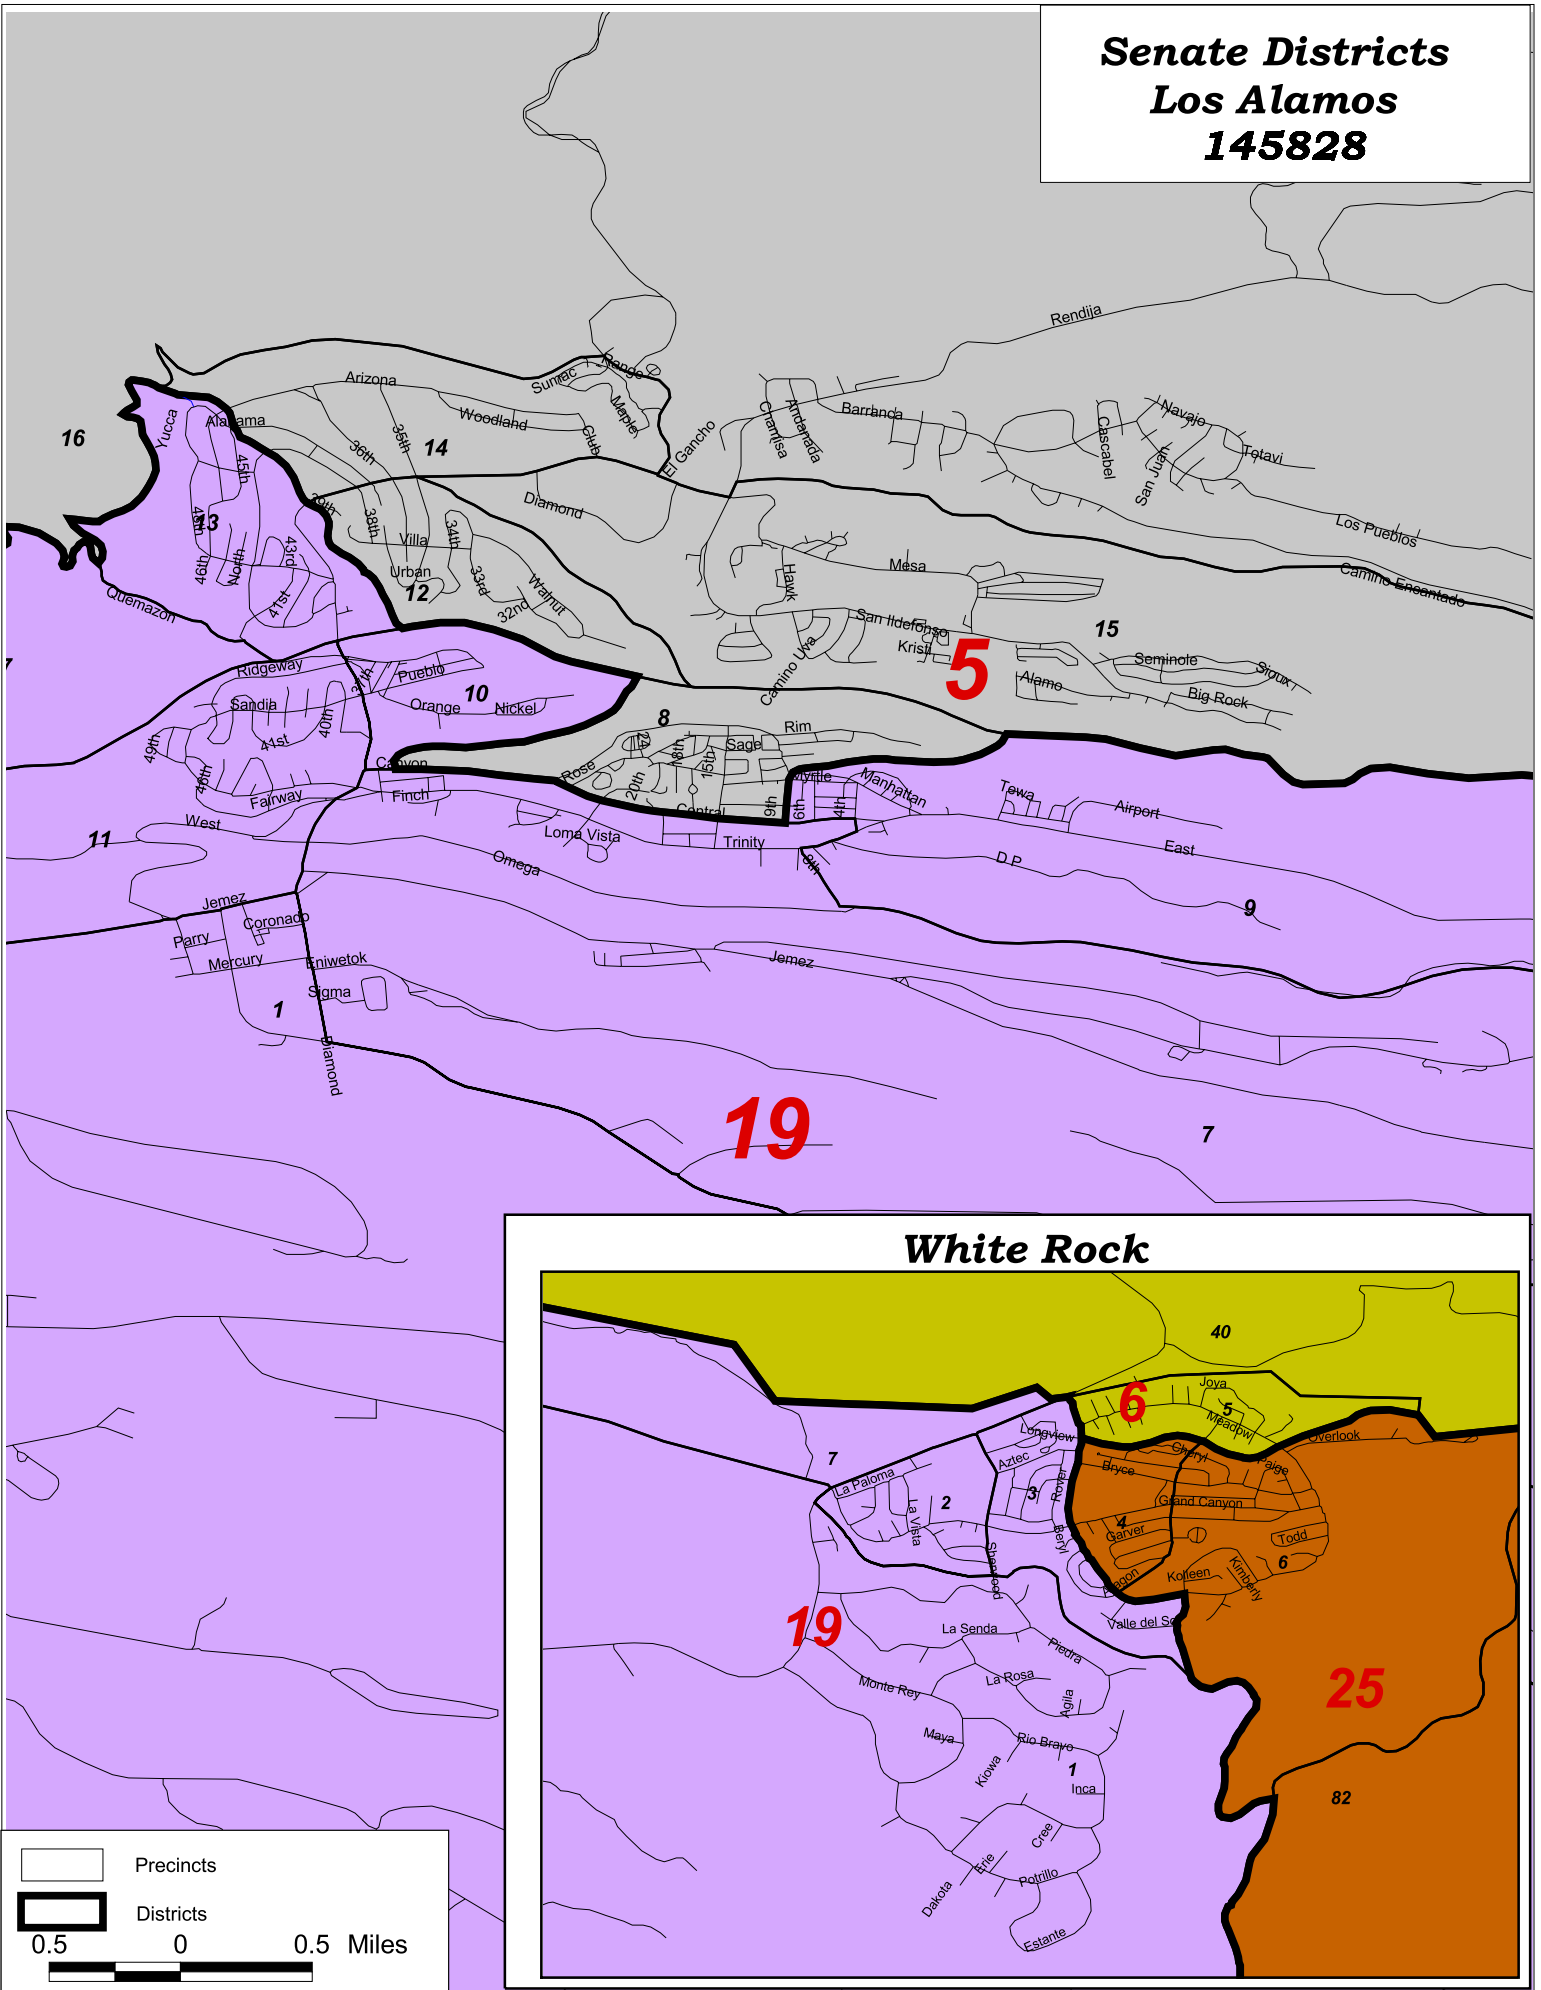 Senate Districts
Los Alamos
145828
Rendija
Range
Sumac
Arizona
Maple
Woodland
Club
Yucca
Alabama
16
35th
36th
14
El Gancho
Chamisa
Andanada
Barranca
Cascabel
Navajo
San Juan
Totavi
45th
39th
Diamond
Los Pueblos
13
38th
34th
Villa
43rd
North
46th
Urban
12
33rd
Walnut
32nd
41st
Quemazon
Hawk
Mesa
Camino Encantado
San Ildefonso
Kristi
5
15
Camino Uva
Seminole
Sioux
Alamo
Big Rock
7
Ridgeway
37th
Pueblo
10
Sandia
40th
Orange
Nickel
8
Rim
49th
41st
24
18th
15th
Sage
48th
Canyon
Rose
20th
Myrtle
Manhattan
Fairway
Finch
Central
9th
6th
4th
Tewa
Airport
11
West
Loma Vista
Trinity
East
Omega
8th
D.P.
9
Jemez
Coronado
Parry
Mercury
Eniwetok
Jemez
Sigma
1
Diamond
19
7
White Rock
40
Joya
6
5
Meadow
Longview
Overlook
7
Aztec
Cheryl
Bryce
Paige
La Paloma
Rover
3
2
Grand Canyon
La Vista
4
Garver
Beryl
Todd
6
Sherwood
Aragon
Kolleen
Kimberly
19
La Senda
Valle del Sol
Piedra
La Rosa
Monte Rey
Agila
25
Maya
Rio Bravo
Kiowa
1
Inca
82
Cree
Erie
Potrillo
Dakota
Estante
Precincts
Districts
0.5 0 0.5 Miles